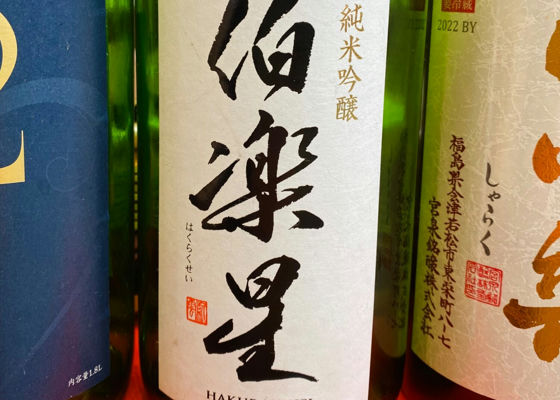 内容量1.8L
純米吟醸
伯楽星
はくらくせい
2022 BY
しゃらく
福島県会津若松市東栄町八-七
宮泉銘醸株式会社